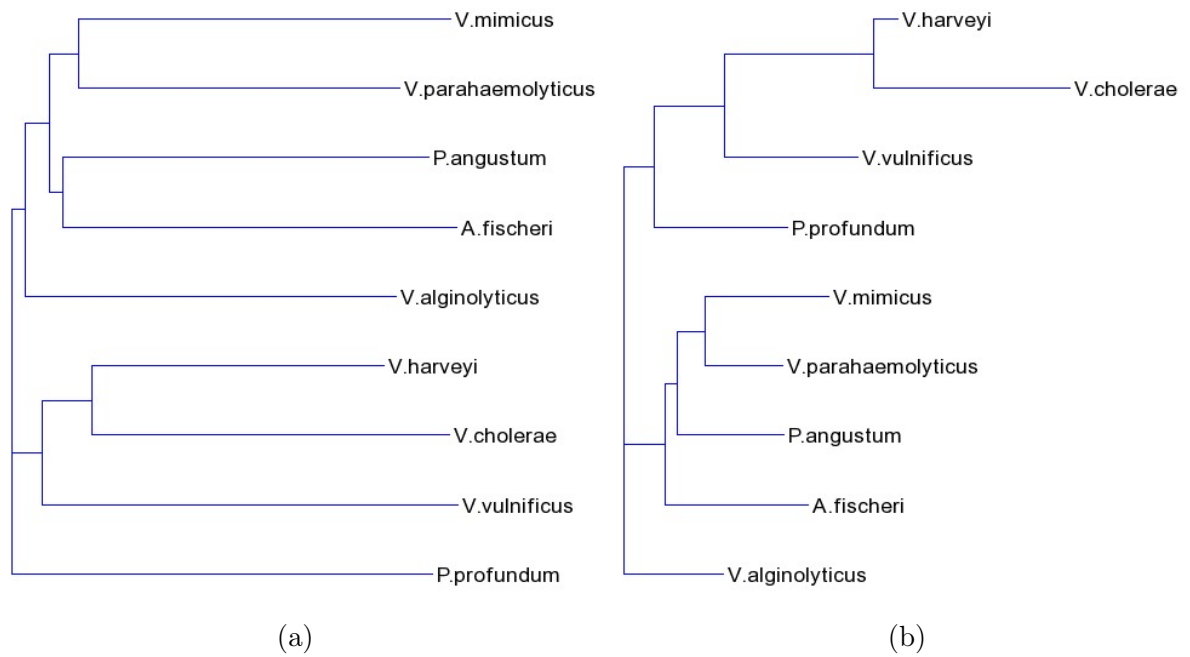 V.mimicus
V.parahaemolyticus
P.angustum
A.fischeri
V.alginolyticus
V.harveyi
V.cholerae
V.vulnificus
P.profundum
(a)
V.harveyi
V.cholerae
V.vulnificus
P.profundum
V.mimicus
V.parahaemolyticus
P.angustum
A.fischeri
V.alginolyticus
(b)